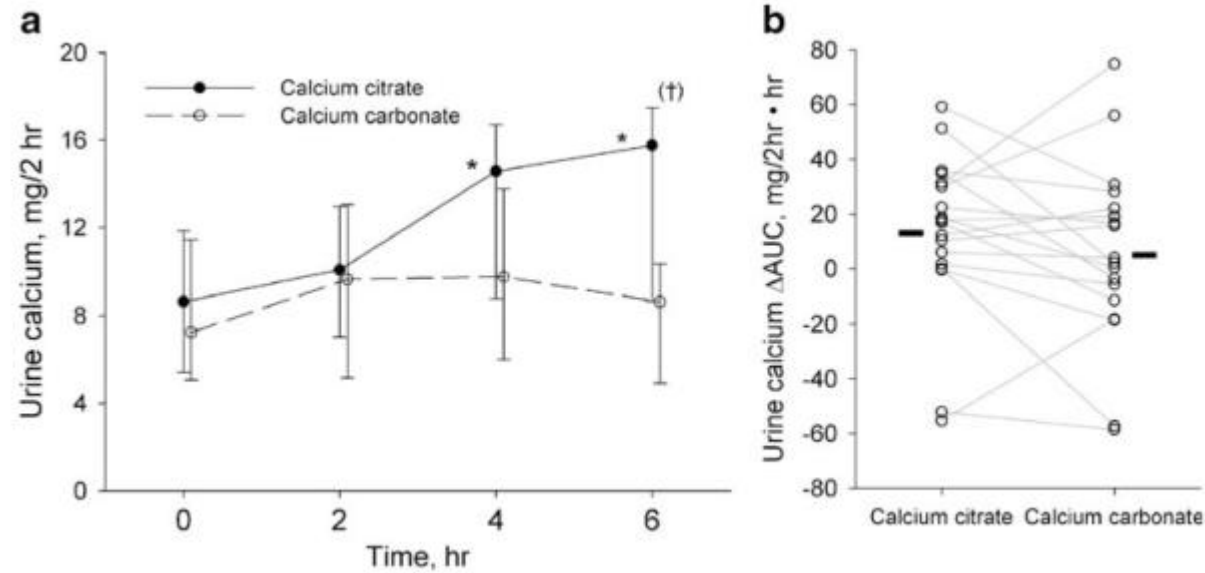 a
20
16
12
8
4
0
Urine calcium, mg/2 hr
Calcium citrate
Calcium carbonate
*
*
(†)
0 2 4 6
Time, hr
b
80
60
40
20
0
-20
-40
-60
-80
Urine calcium ΔAUC, mg/2hr • hr
Calcium citrate Calcium carbonate